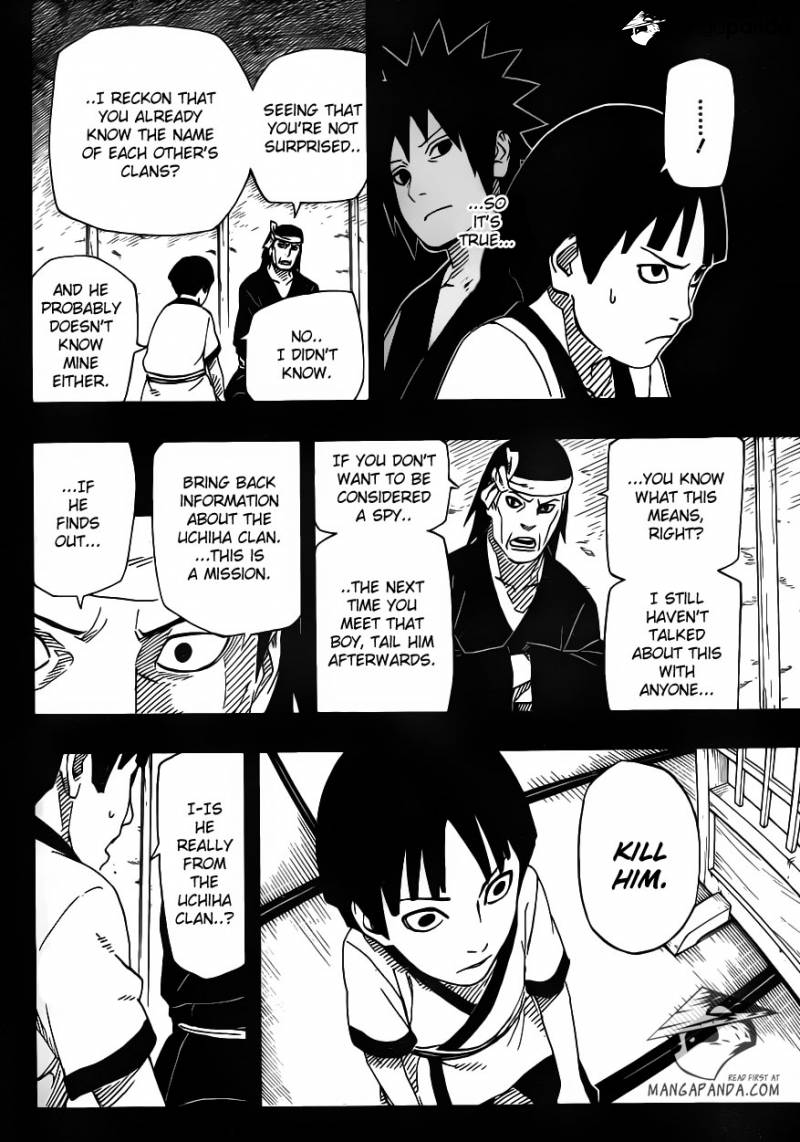 ......!
...SO
IT'S
TRUE...
SEEING THAT
YOU'RE NOT
SURPRISED..
..I RECKON THAT
YOU ALREADY
KNOW THE NAME
OF EACH OTHER'S
CLANS?
NO..
I DIDN'T
KNOW.
AND HE
PROBABLY
DOESN'T
KNOW
MINE
EITHER.
...YOU KNOW
WHAT THIS
MEANS,
RIGHT?
I STILL
HAVEN'T
TALKED
ABOUT THIS
WITH
ANYONE...
IF YOU DON'T
WANT TO BE
CONSIDERED
A SPY..
..THE NEXT
TIME YOU
MEET THAT
BOY, TAIL HIM
AFTERWARDS.
BRING BACK
INFORMATION
ABOUT THE
UCHIHA CLAN.
...THIS IS
A MISSION.
...IF
HE
FINDS
OUT...
KILL
HIM.
I-IS
HE
REALLY
FROM
THE
UCHIHA
CLAN..?
mangapanda
READ FIRST AT
MANGAPANDA.COM